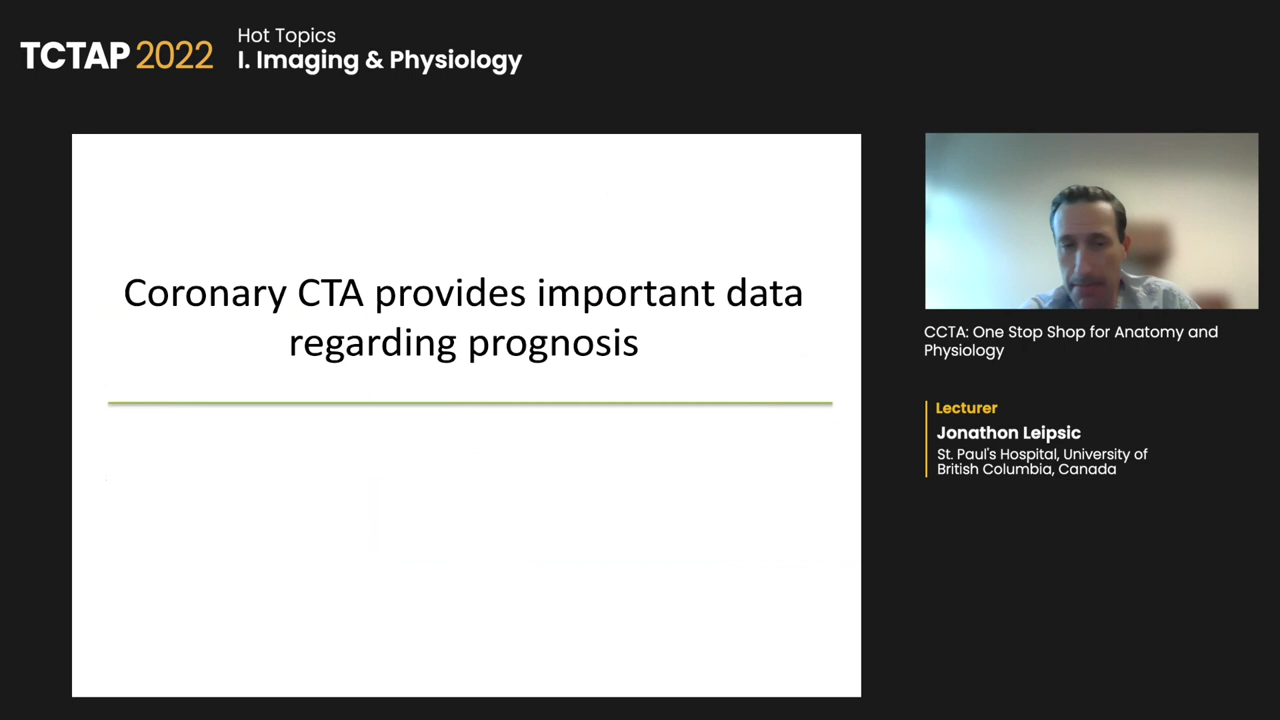 TCTAP 2022
Hot Topics
I. Imaging & Physiology
Coronary CTA provides important data
regarding prognosis
CCTA: One Stop Shop for Anatomy and
Physiology
Lecturer
Jonathon Leipsic
St. Paul's Hospital, University of
British Columbia, Canada